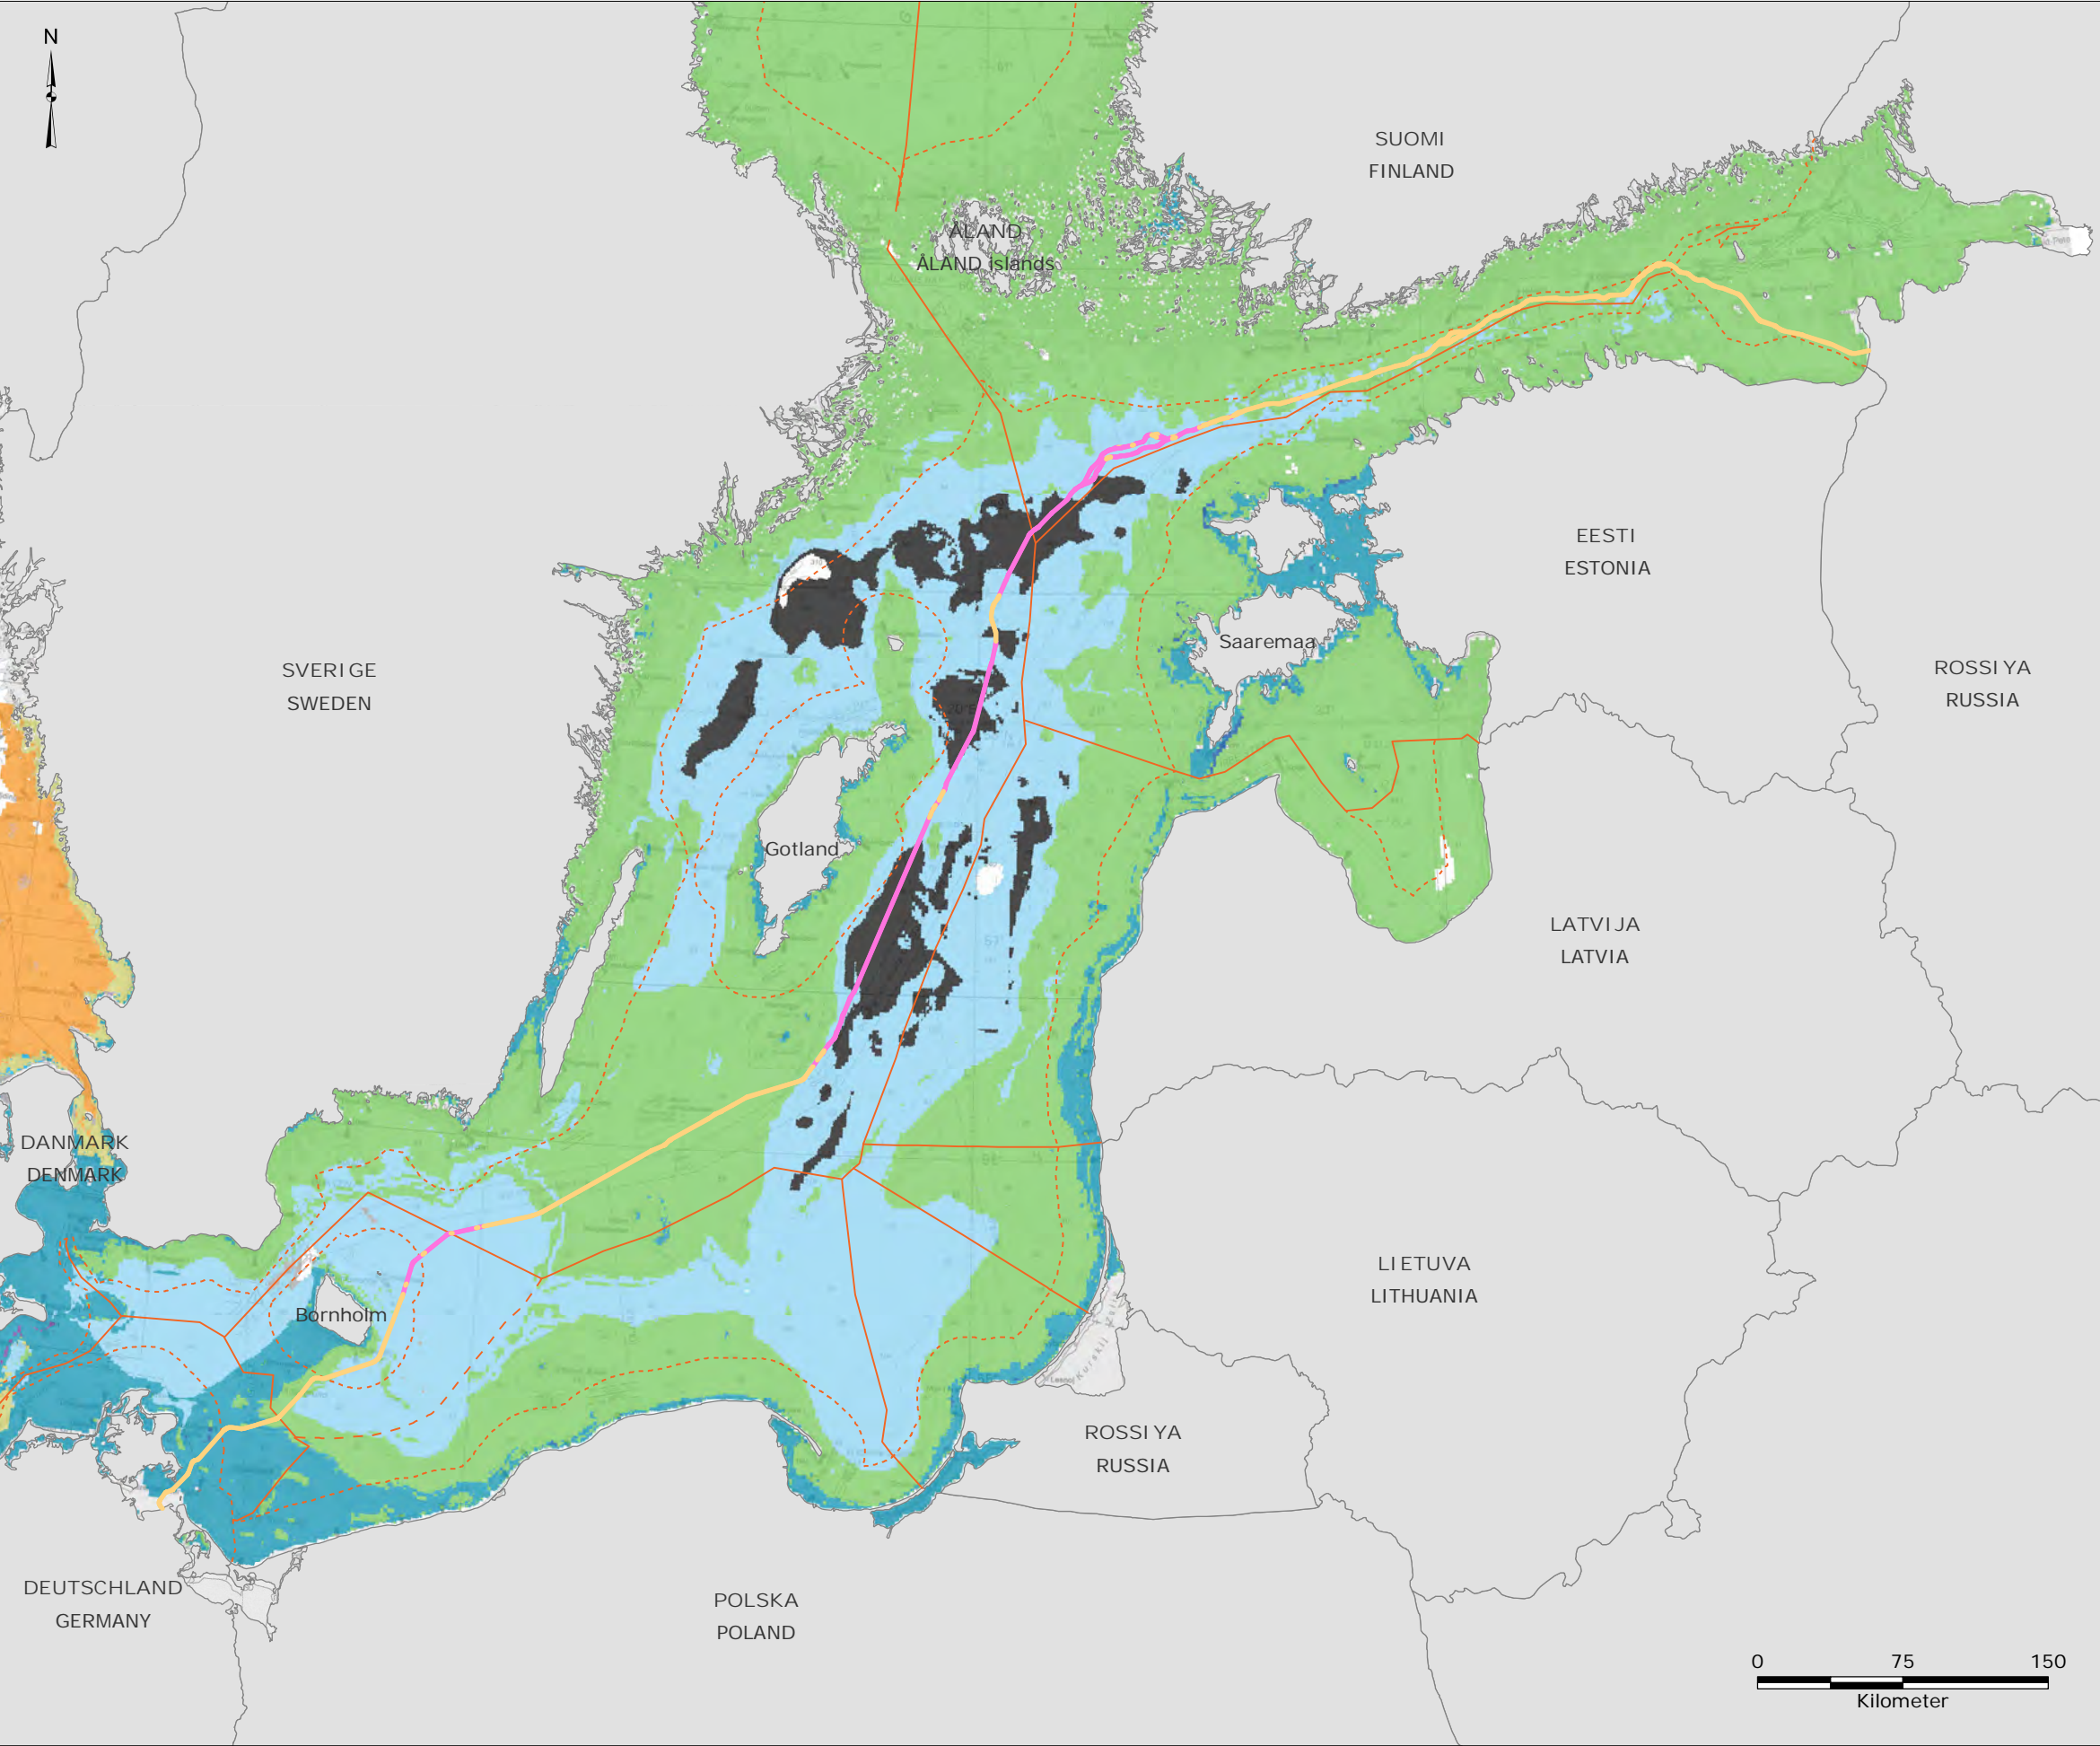 N
SUOMI
FINLAND
ÅLAND
ÅLAND islands
EESTI
ESTONIA
Saaremaa
SVERIGE
SWEDEN
ROSSIYA
RUSSIA
Gotland
LATVIJA
LATVIA
DANMARK
DENMARK
LIETUVA
LITHUANIA
Bornholm
ROSSIYA
RUSSIA
DEUTSCHLAND
GERMANY
POLSKA
POLAND
0 75 150
Kilometer